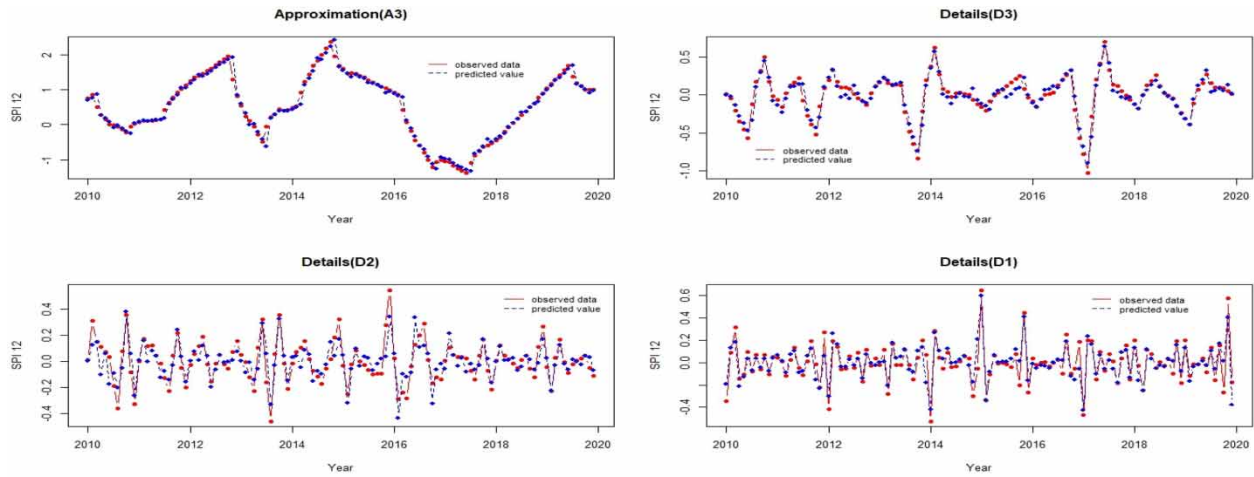 Approximation(A3)
SPI 12
2
1
0
-1
observed data
predicted value
2010 2012 2014 2016 2018 2020
Year
Details(D3)
SPI 12
0.5
0.0
-0.5
-1.0
observed data
predicted value
2010 2012 2014 2016 2018 2020
Year
Details(D2)
SPI 12
0.4
0.2
0.0
-0.2
-0.4
observed data
predicted value
2010 2012 2014 2016 2018 2020
Year
Details(D1)
SPI 12
0.6
0.4
0.2
0.0
-0.4
observed data
predicted value
2010 2012 2014 2016 2018 2020
Year